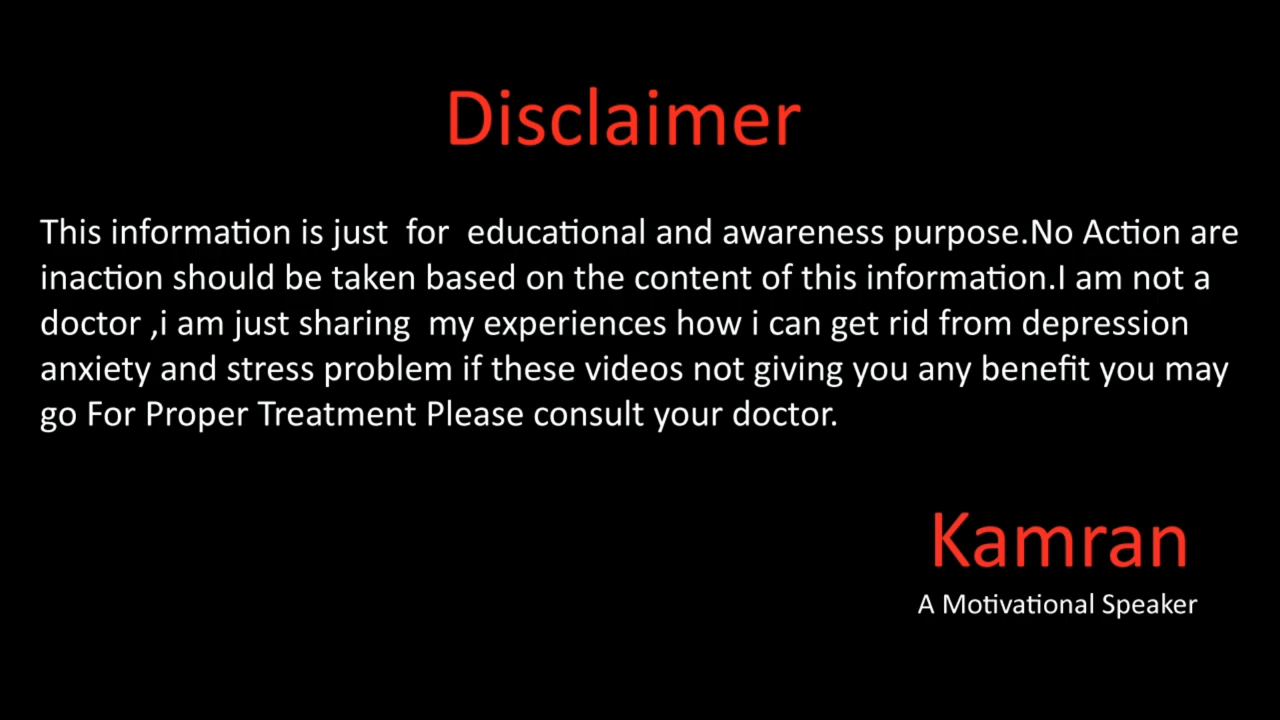 Disclaimer
This information is just  for  educational and awareness purpose.No Action are
inaction should be taken based on the content of this information.I am not a
doctor ,i am just sharing  my experiences how i can get rid from depression
anxiety and stress problem if these videos not giving you any benefit you may
go For Proper Treatment Please consult your doctor.
Kamran
A Motivational Speaker